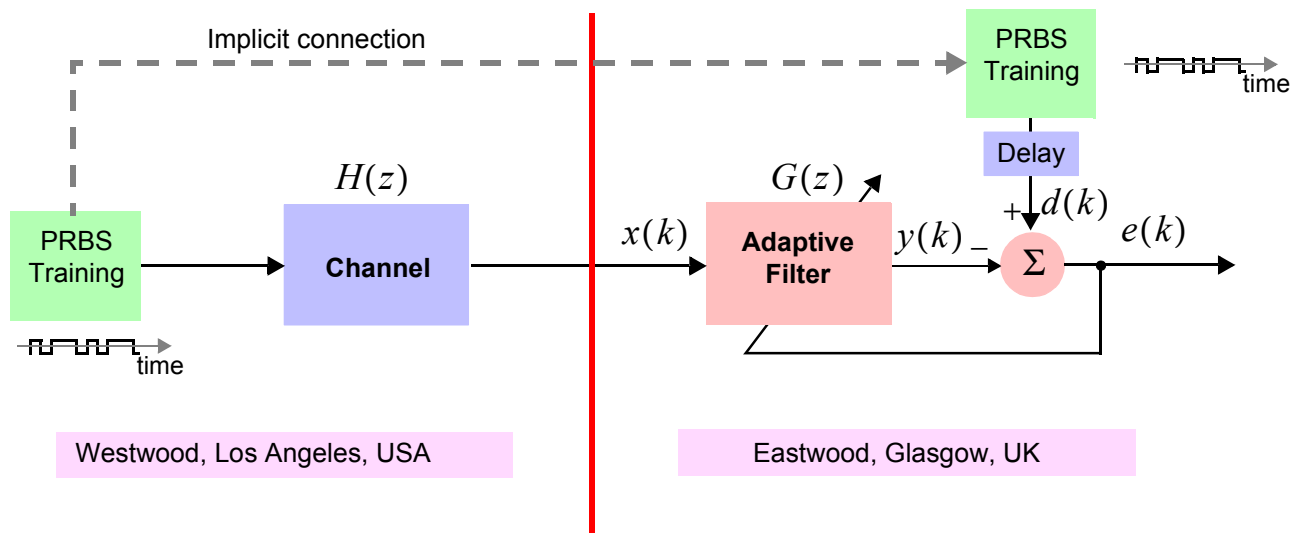 Implicit connection
PRBS
Training
time
Delay
H(z)
G(z)
+
d(k)
PRBS
Training
Channel
x(k)
Adaptive
Filter
y(k)
−
Σ
e(k)
time
Westwood, Los Angeles, USA
Eastwood, Glasgow, UK